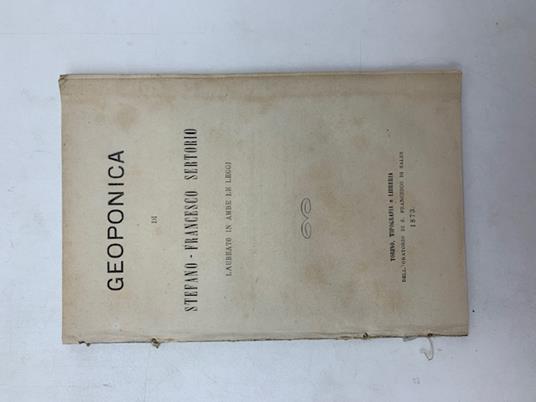 GEOPONICA
DI
STEFANO - FRANCESCO SERTORIO
LAUREATO IN AMBE LE LEGGI
TORINO, TIPOGRAFIA e LIBRERIA
DELL'ORATORIO DI S. FRANCESCO DI SALES
1873.